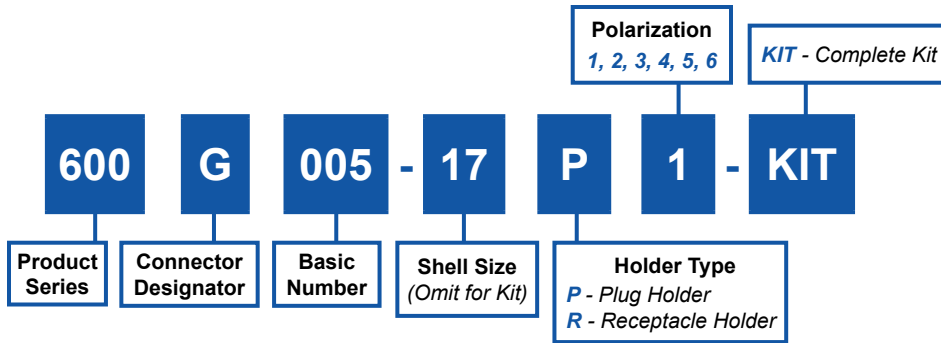 Polarization
1, 2, 3, 4, 5, 6
KIT - Complete Kit
600 G 005 - 17 P 1 - KIT
Product
Series
Connector
Designator
Basic
Number
Shell Size
(Omit for Kit)
Holder Type
P - Plug Holder
R - Receptacle Holder